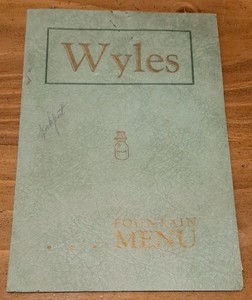 Wyles
FOUNTAIN
. . . MENU